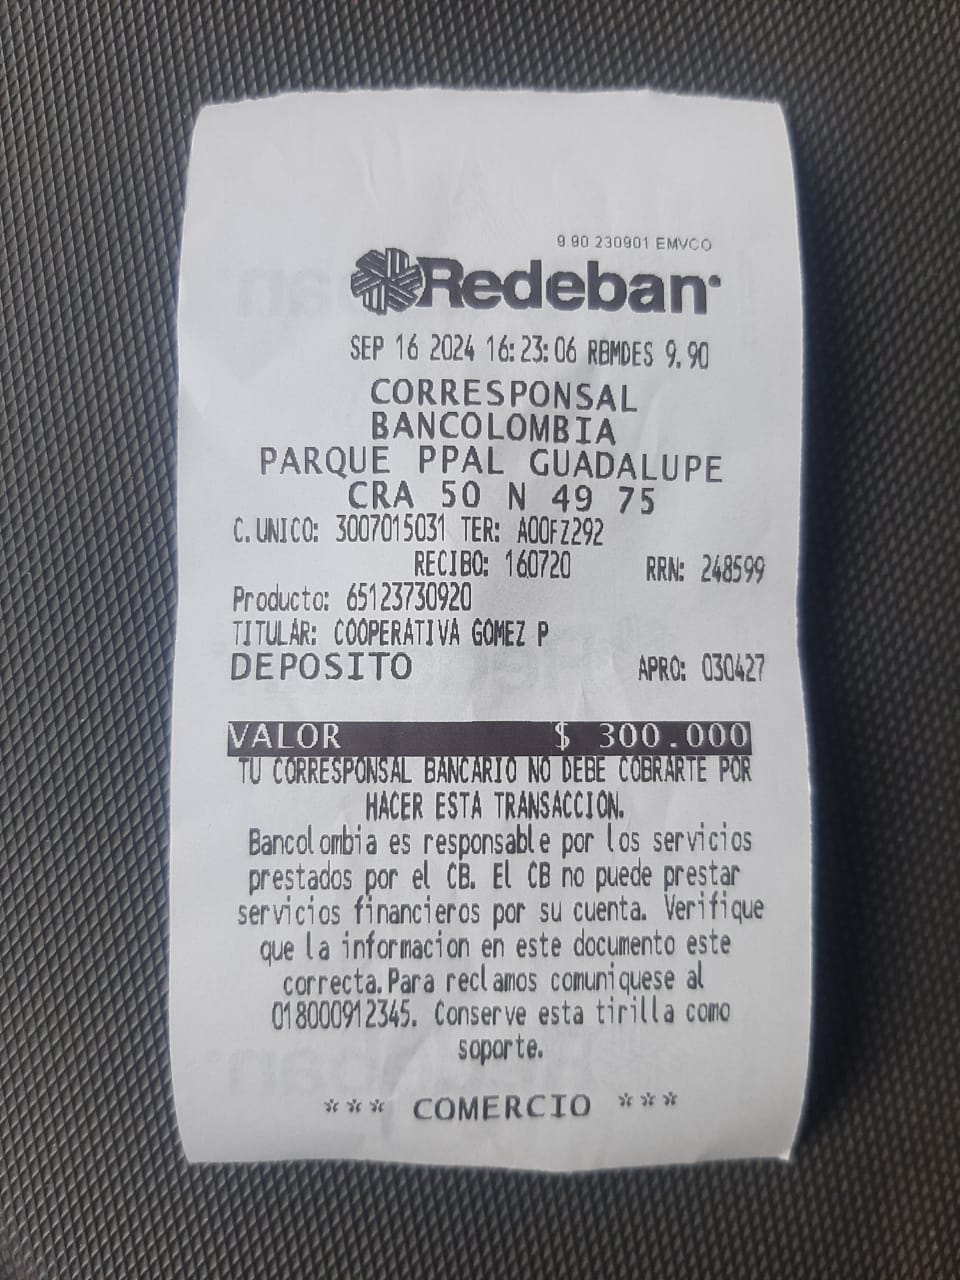 9 90 230901 EMVCO
Redeban
SEP 16 2024 16:23:06 RBMDES 9.90
CORRESPONSAL
BANCOLOMBIA
PARQUE PPAL GUADALUPE
CRA 50 N 49 75
C. UNICO: 3007015031 TER: A00FZ292
RECIBO: 160720 RRN: 248599
Producto: 65123730920
TITULAR: COOPERATIVA GOMEZ P
DEPOSITO APRO: 030427
VALOR $ 300.000
TU CORRESPONSAL BANCARIO NO DEBE COBRARTE POR
HACER ESTA TRANSACCION.
Bancolombia es responsable por los servicios
prestados por el CB. El CB no puede prestar
servicios financieros por su cuenta. Verifique
que la informacion en este documento este
correcta.Para reclamos comuniquese al
018000912345. Conserve esta tirilla como
soporte.
*** COMERCIO ***